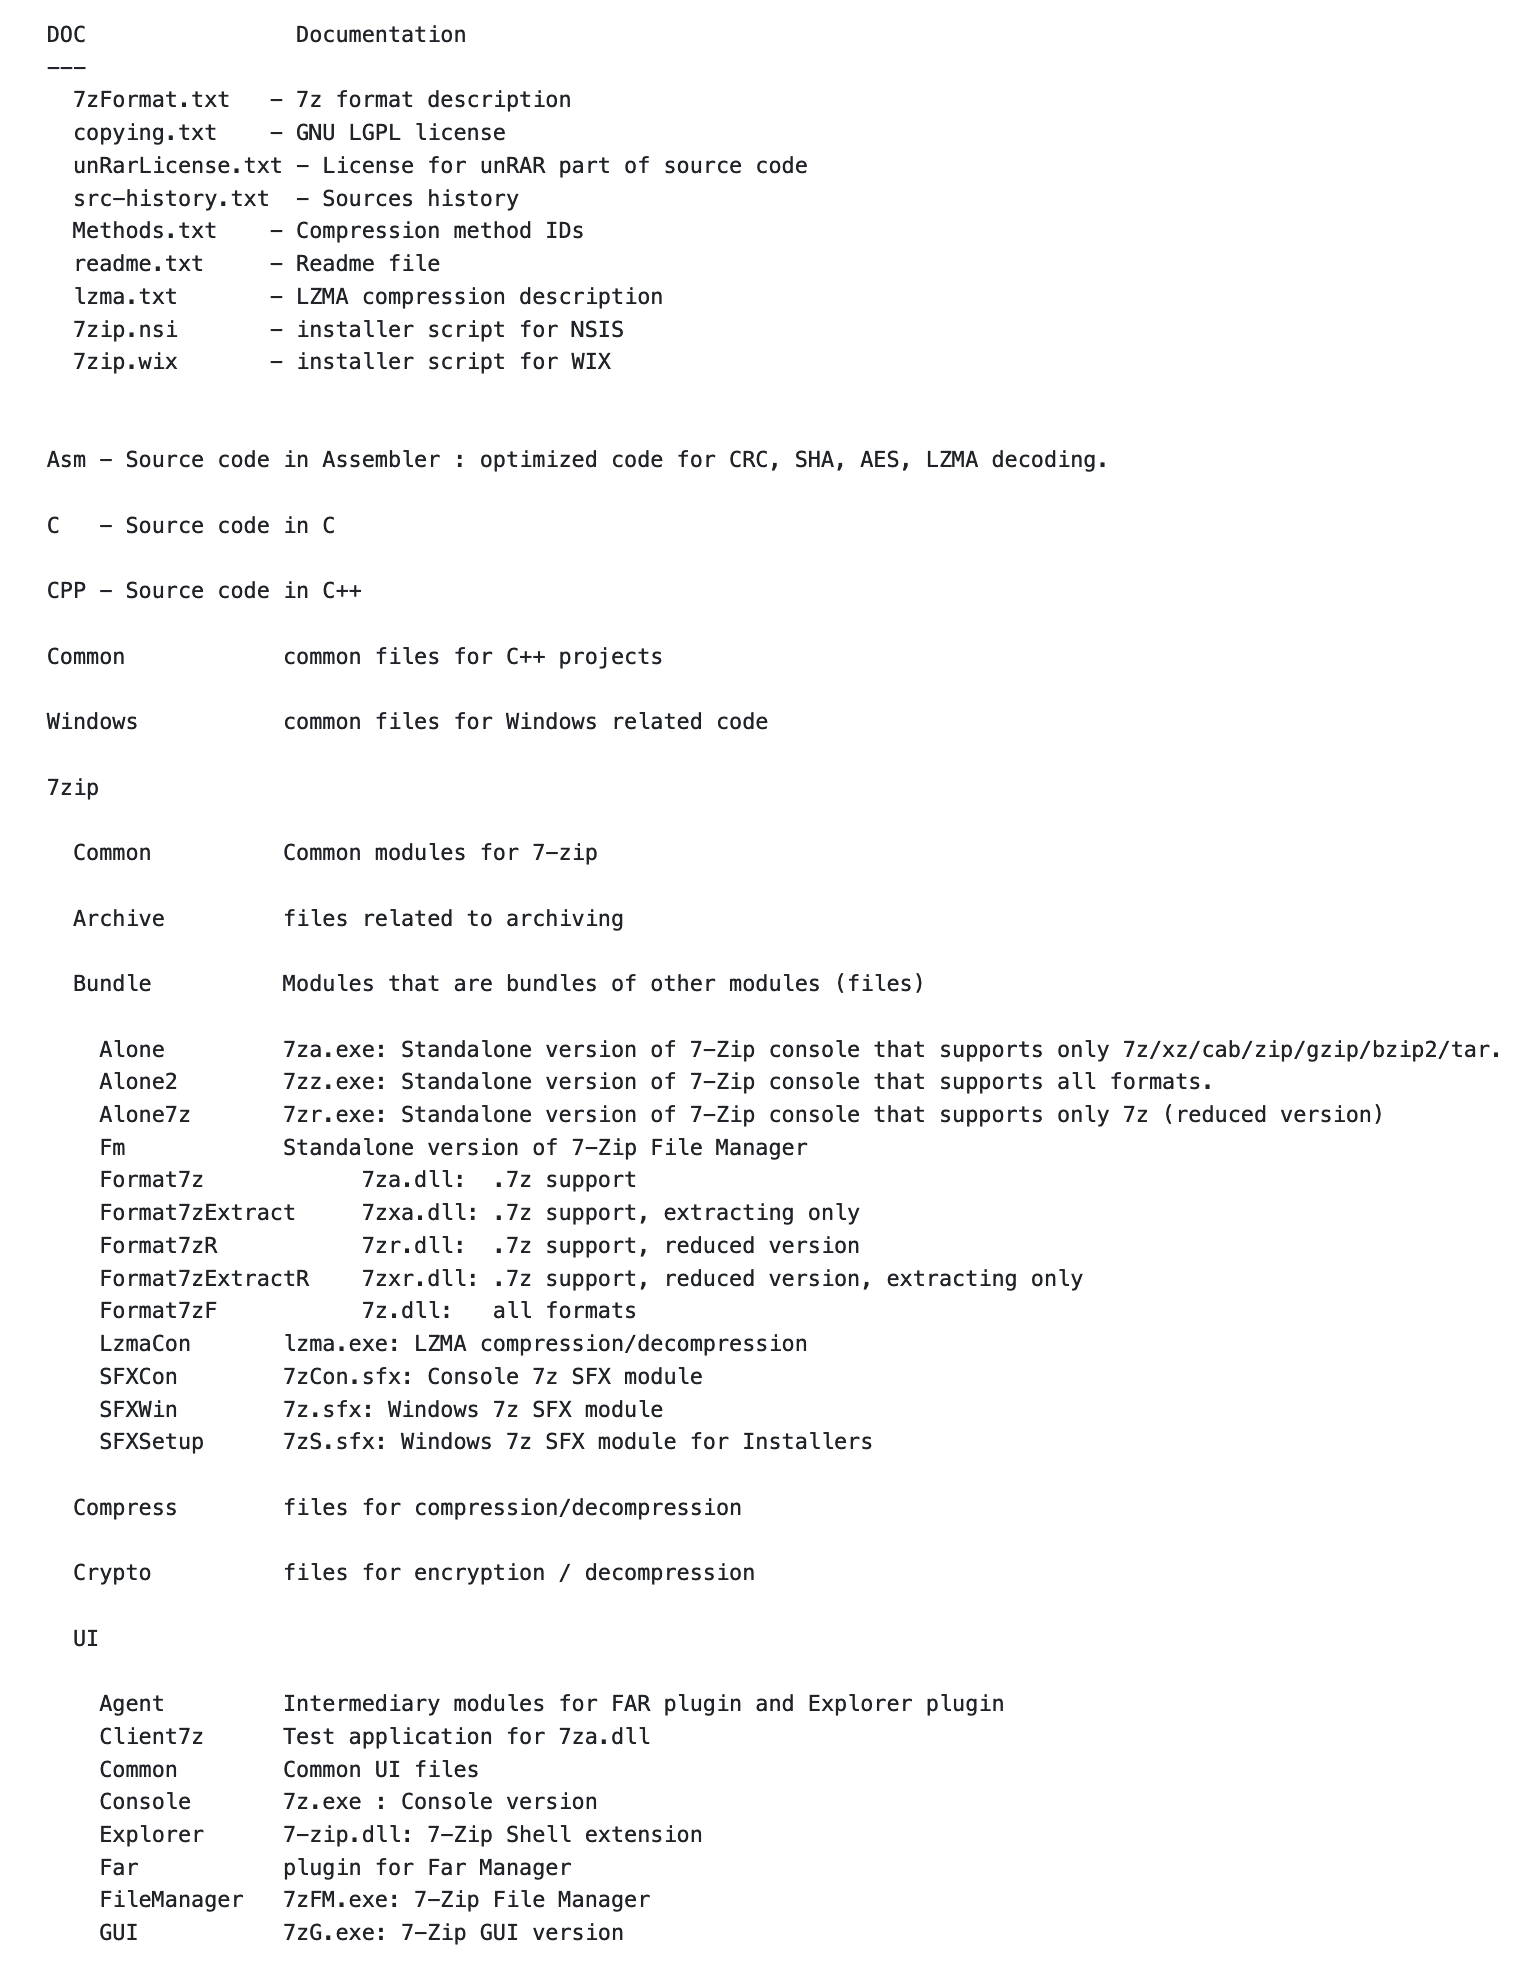 DOC                Documentation
---
  7zFormat.txt   - 7z format description
  copying.txt    - GNU LGPL license
  unRarLicense.txt - License for unRAR part of source code
  src-history.txt  - Sources history
  Methods.txt    - Compression method IDs
  readme.txt     - Readme file
  lzma.txt       - LZMA compression description
  7zip.nsi       - installer script for NSIS
  7zip.wix       - installer script for WIX

Asm - Source code in Assembler : optimized code for CRC, SHA, AES, LZMA decoding.

C   - Source code in C

CPP - Source code in C++

Common            common files for C++ projects

Windows           common files for Windows related code

7zip

  Common          Common modules for 7-zip

  Archive         files related to archiving

  Bundle          Modules that are bundles of other modules (files)

    Alone         7za.exe: Standalone version of 7-Zip console that supports only 7z/xz/cab/zip/gzip/bzip2/tar.
    Alone2        7zz.exe: Standalone version of 7-Zip console that supports all formats.
    Alone7z       7zr.exe: Standalone version of 7-Zip console that supports only 7z (reduced version)
    Fm            Standalone version of 7-Zip File Manager
    Format7z            7za.dll:  .7z support
    Format7zExtract     7zxa.dll: .7z support, extracting only
    Format7zR           7zr.dll:  .7z support, reduced version
    Format7zExtractR    7zxr.dll: .7z support, reduced version, extracting only
    Format7zF           7z.dll:   all formats
    LzmaCon       lzma.exe: LZMA compression/decompression
    SFXCon        7zCon.sfx: Console 7z SFX module
    SFXWin        7z.sfx: Windows 7z SFX module
    SFXSetup      7zS.sfx: Windows 7z SFX module for Installers

  Compress        files for compression/decompression

  Crypto          files for encryption / decompression

  UI

    Agent         Intermediary modules for FAR plugin and Explorer plugin
    Client7z      Test application for 7za.dll
    Common        Common UI files
    Console       7z.exe : Console version
    Explorer      7-zip.dll: 7-Zip Shell extension
    Far           plugin for Far Manager
    FileManager   7zFM.exe: 7-Zip File Manager
    GUI           7zG.exe: 7-Zip GUI version